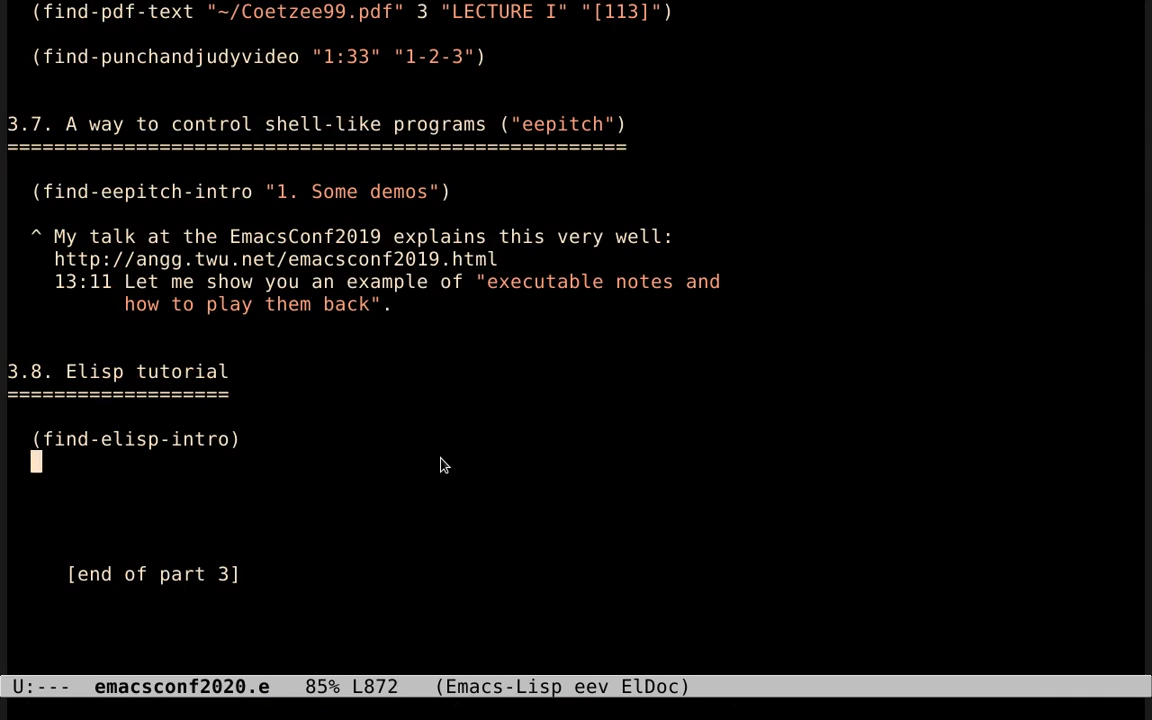 (find-pdf-text "~/Coetzee99.pdf" 3 "LECTURE I" "[113]")
(find-punchandjudyvideo "1:33" "1-2-3")
3.7. A way to control shell-like programs ("eepitch")
=====================================================
(find-eepitch-intro "1. Some demos")
^ My talk at the EmacsConf2019 explains this very well:
http://angg.twu.net/emacsconf2019.html
13:11 Let me show you an example of "executable notes and
how to play them back".
3.8. Elisp tutorial
===================
(find-elisp-intro)
[end of part 3]
U:---  emacsconf2020.e   85% L872   (Emacs-Lisp eev ElDoc)